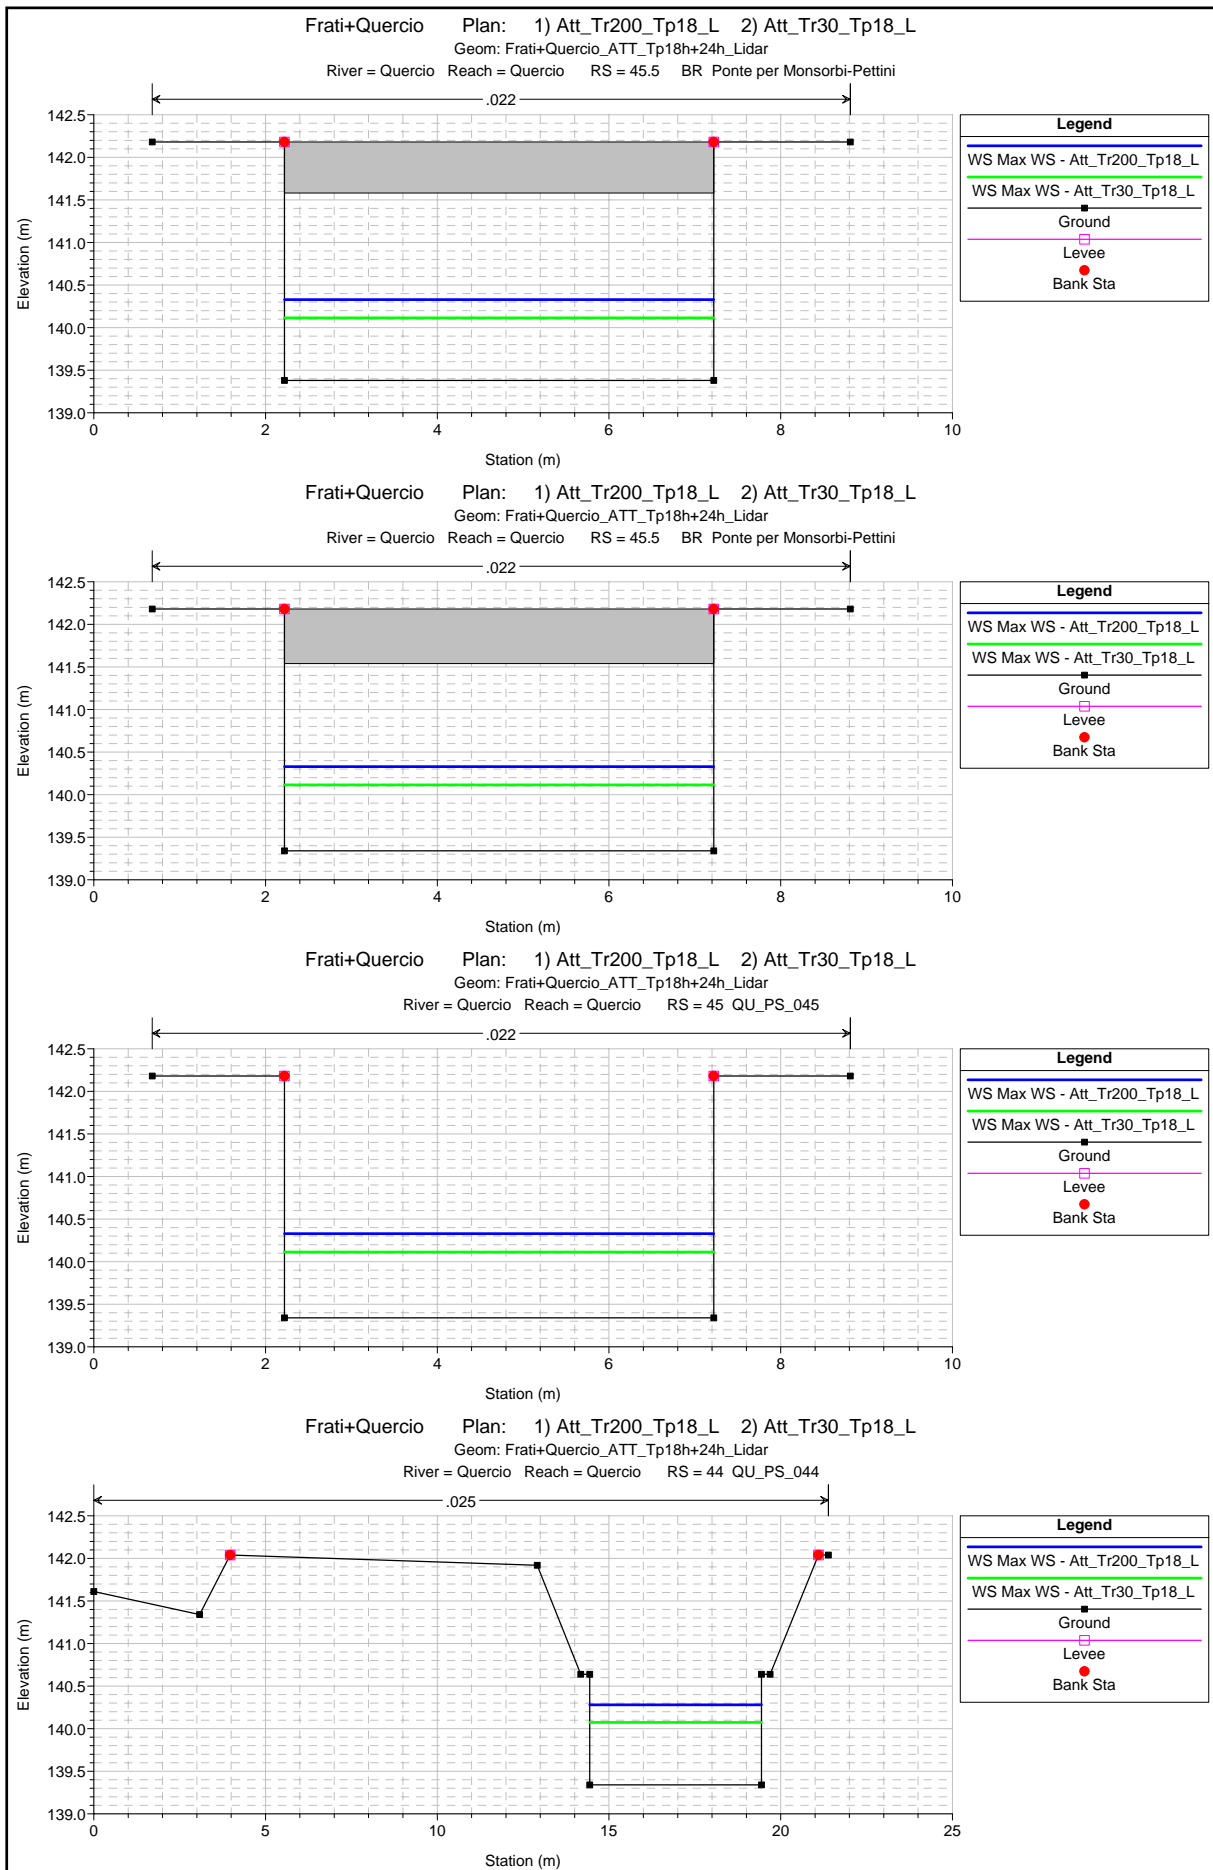 Frati+Quercio Plan: 1) Att_Tr200_Tp18_L 2) Att_Tr30_Tp18_L
Geom: Frati+Quercio_ATT_Tp18h+24h_Lidar
River = Quercio Reach = Quercio RS = 45.5 BR Ponte per Monsorbi-Pettini
.022
142.5
142.0
141.5
141.0
140.5
140.0
139.5
139.0
Elevation (m)
0 2 4 6 8 10
Station (m)
Legend
WS Max WS - Att_Tr200_Tp18_L
WS Max WS - Att_Tr30_Tp18_L
Ground
Levee
Bank Sta
Frati+Quercio Plan: 1) Att_Tr200_Tp18_L 2) Att_Tr30_Tp18_L
Geom: Frati+Quercio_ATT_Tp18h+24h_Lidar
River = Quercio Reach = Quercio RS = 45.5 BR Ponte per Monsorbi-Pettini
.022
142.5
142.0
141.5
141.0
140.5
140.0
139.5
139.0
Elevation (m)
0 2 4 6 8 10
Station (m)
Legend
WS Max WS - Att_Tr200_Tp18_L
WS Max WS - Att_Tr30_Tp18_L
Ground
Levee
Bank Sta
Frati+Quercio Plan: 1) Att_Tr200_Tp18_L 2) Att_Tr30_Tp18_L
Geom: Frati+Quercio_ATT_Tp18h+24h_Lidar
River = Quercio Reach = Quercio RS = 45 QU_PS_045
.022
142.5
142.0
141.5
141.0
140.5
140.0
139.5
139.0
Elevation (m)
0 2 4 6 8 10
Station (m)
Legend
WS Max WS - Att_Tr200_Tp18_L
WS Max WS - Att_Tr30_Tp18_L
Ground
Levee
Bank Sta
Frati+Quercio Plan: 1) Att_Tr200_Tp18_L 2) Att_Tr30_Tp18_L
Geom: Frati+Quercio_ATT_Tp18h+24h_Lidar
River = Quercio Reach = Quercio RS = 44 QU_PS_044
.025
142.5
142.0
141.5
141.0
140.5
140.0
139.5
139.0
Elevation (m)
0 5 10 15 20 25
Station (m)
Legend
WS Max WS - Att_Tr200_Tp18_L
WS Max WS - Att_Tr30_Tp18_L
Ground
Levee
Bank Sta